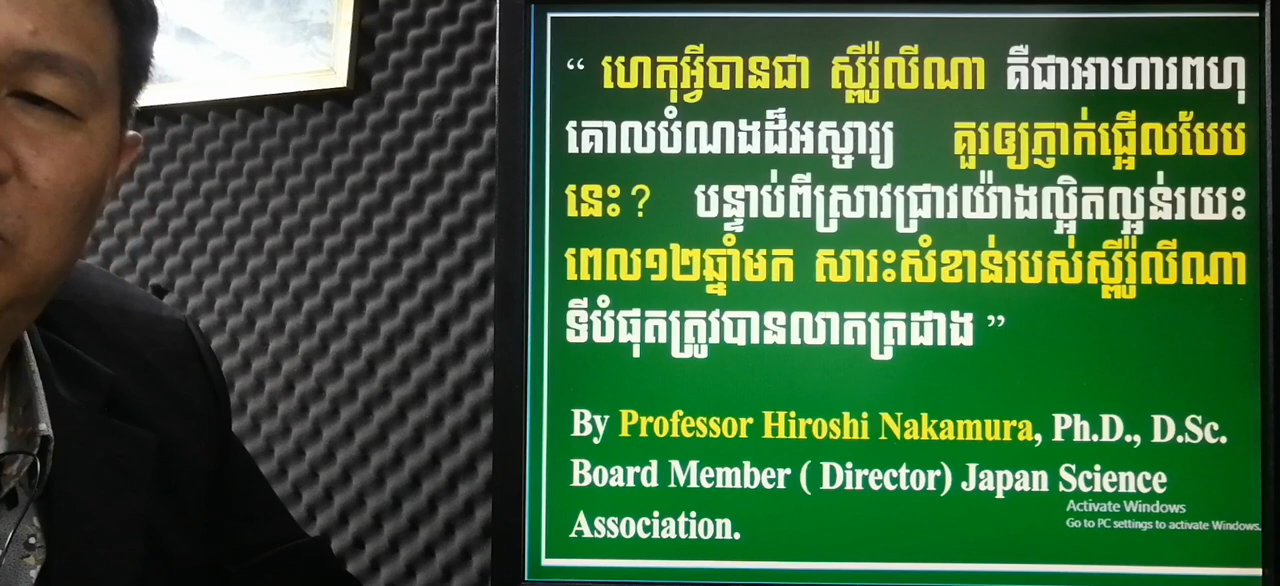 “ ហេតុអ្វីបានជា ស្ពីរ៉ូលីណា គឺជាអាហារពហុ
គោលបំណងដ៏អស្ចារ្យ គួរឲ្យភ្ញាក់ផ្អើលបែប
នេះ? បន្ទាប់ពីស្រាវជ្រាវយ៉ាងល្អិតល្អន់រយះ
ពេល១២ឆ្នាំមក សារះសំខាន់របស់ស្ពីរ៉ូលីណា
ទីបំផុតត្រូវបានលាតត្រដាង ”
By Professor Hiroshi Nakamura, Ph.D., D.Sc.
Board Member ( Director) Japan Science
Association.
Activate Windows
Go to PC settings to activate Windows.